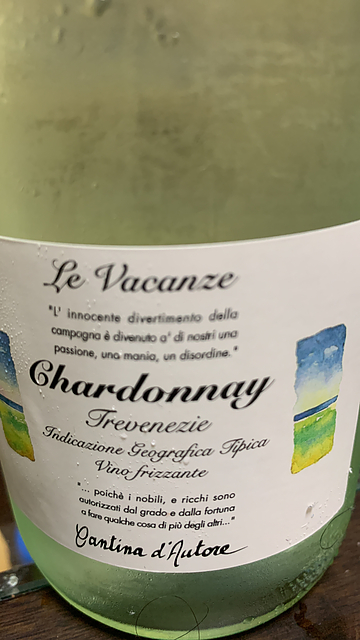 Le Vacanze
"L' innocente divertimento della
campagna è divenuto a' di nostri una
passione, una mania, un disordine."
Chardonnay
Trevenezie
Indicazione Geografica Tipica
Vino frizzante
"... poichè i nobili, e ricchi sono
autorizzati dal grado e dalla fortuna
a fare qualche cosa di più degli altri..."
Cantina d'Autore